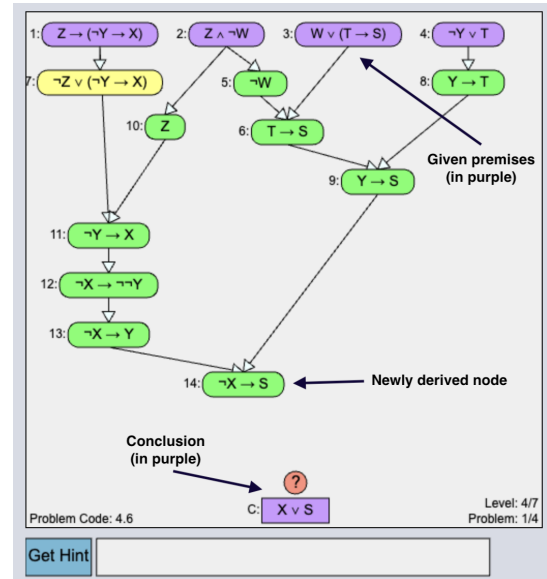 1: Z → (¬Y → X)
2: Z ∧ ¬W
3: W ∨ (T → S)
4: ¬Y ∨ T
7: ¬Z ∨ (¬Y → X)
5: ¬W
8: Y → T
10: Z
6: T → S
Given premises
(in purple)
9: Y → S
11: ¬Y → X
12: ¬X → ¬¬Y
13: ¬X → Y
14: ¬X → S
Newly derived node
Conclusion
(in purple)
?
C: X ∨ S
Problem Code: 4.6
Level: 4/7
Problem: 1/4
Get Hint